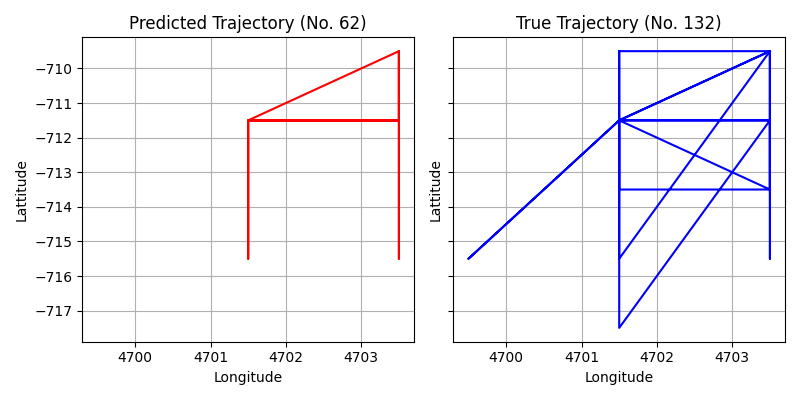 Predicted Trajectory (No. 62)
True Trajectory (No. 132)
−710
−711
−712
−713
−714
−715
−716
−717
Lattitude
Lattitude
4700 4701 4702 4703
4700 4701 4702 4703
Longitude
Longitude